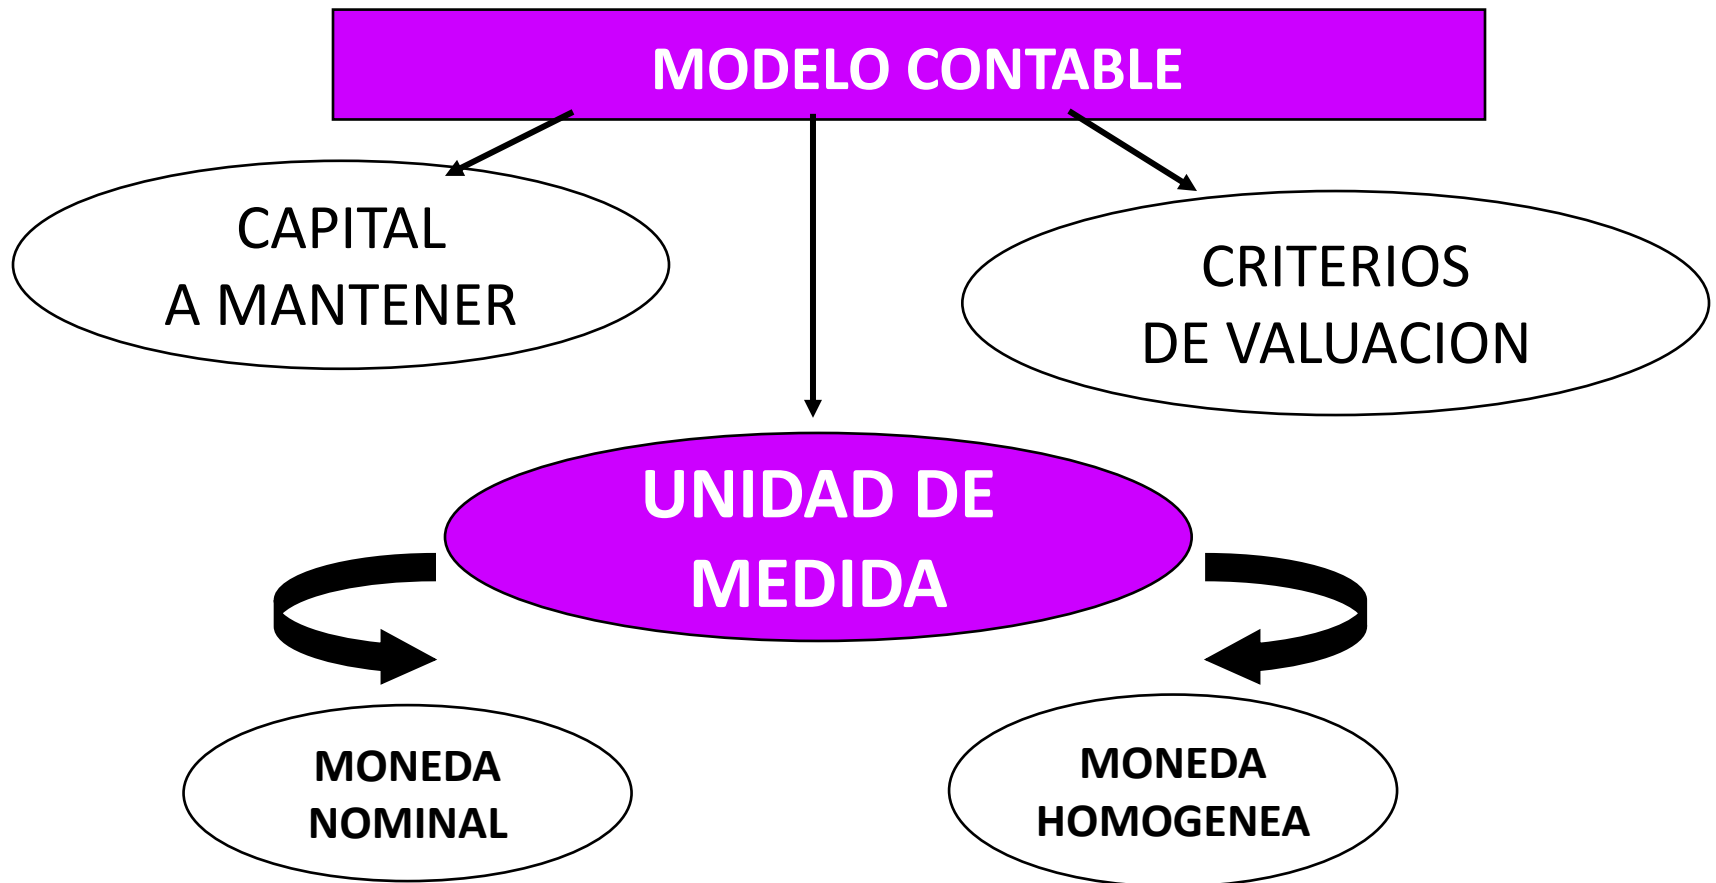 MODELO CONTABLE
CAPITAL
A MANTENER
CRITERIOS
DE VALUACION
UNIDAD DE
MEDIDA
MONEDA
NOMINAL
MONEDA
HOMOGENEA